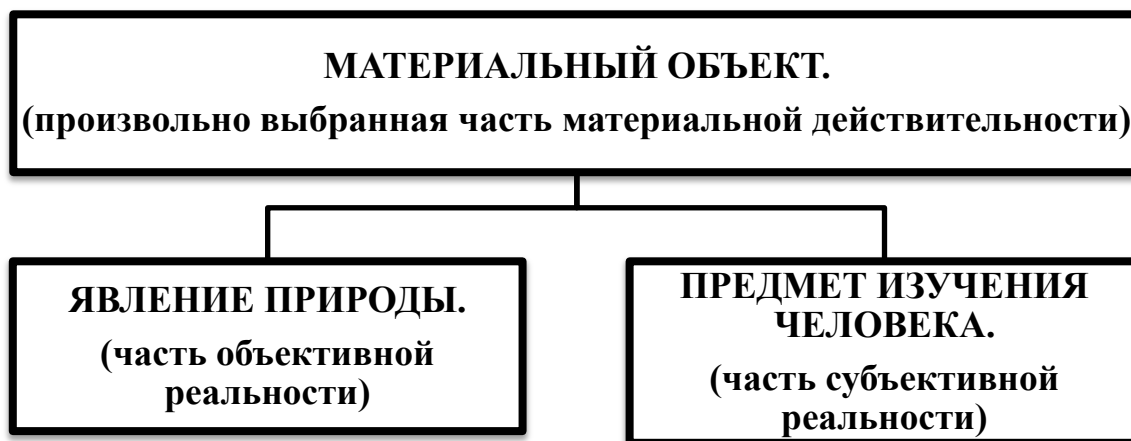 МАТЕРИАЛЬНЫЙ ОБЪЕКТ.
(произвольно выбранная часть материальной действительности)
ЯВЛЕНИЕ ПРИРОДЫ.
(часть объективной
реальности)
ПРЕДМЕТ ИЗУЧЕНИЯ
ЧЕЛОВЕКА.
(часть субъективной
реальности)